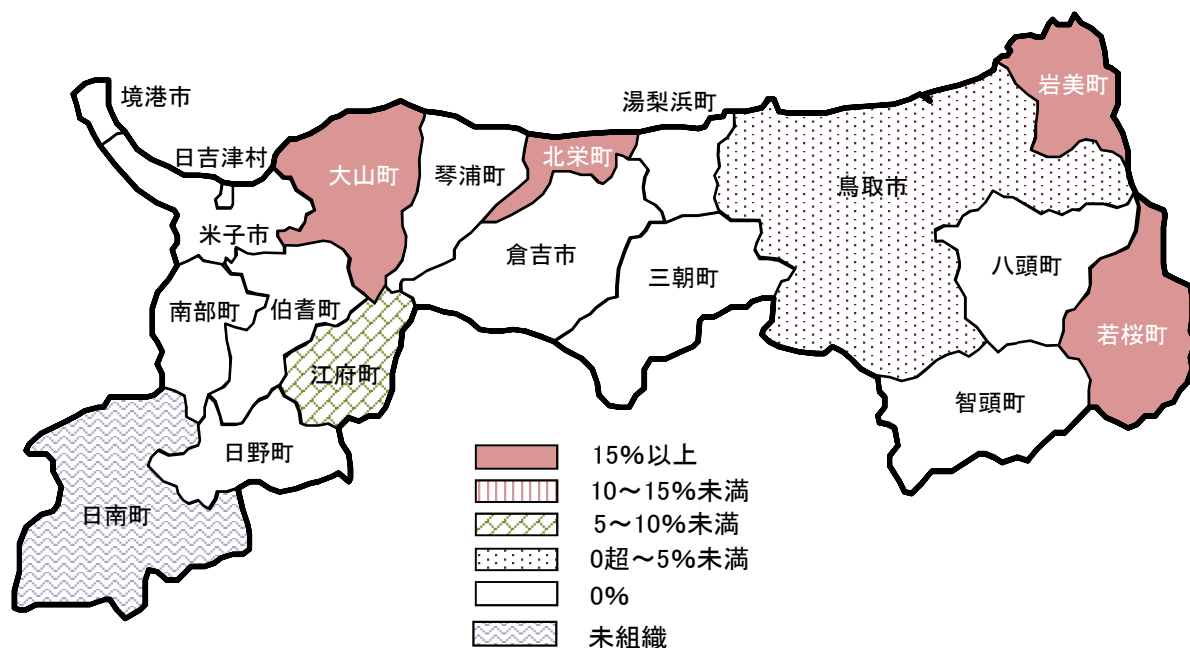 岩美町
境港市
湯梨浜町
日吉津村
北栄町
大山町
琴浦町
鳥取市
米子市
倉吉市
八頭町
三朝町
南部町
伯耆町
若桜町
江府町
智頭町
日野町
日南町
15%以上
10～15%未満
5～10%未満
0超～5%未満
0%
未組織